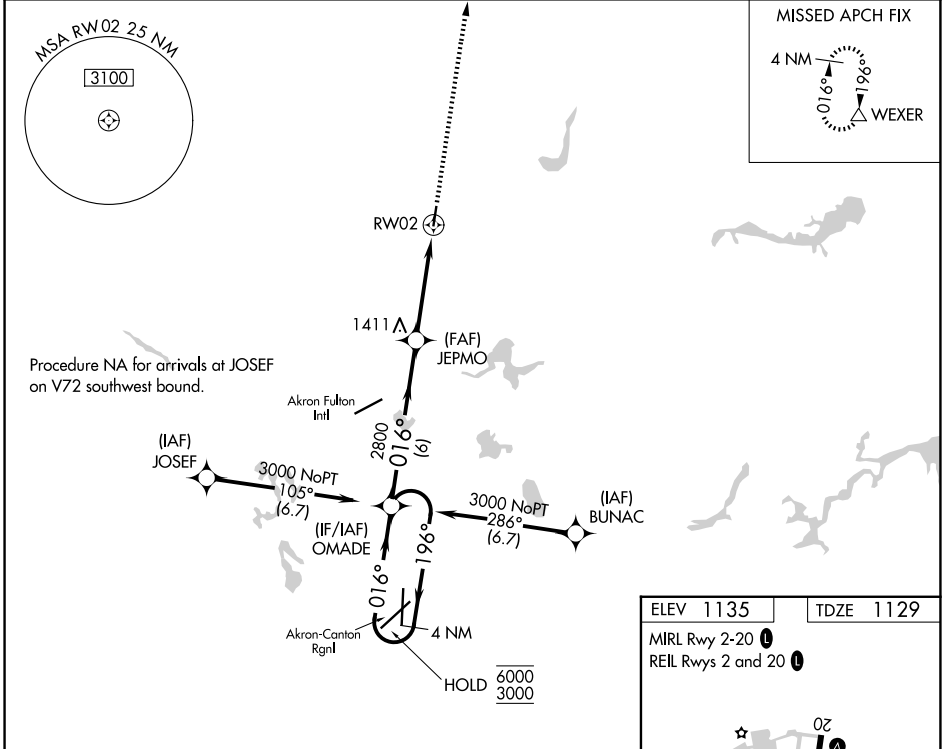 MSA RW02 25 NM
3100
MISSED APCH FIX
4 NM
016°
196°
WEXER
RW02
1411
(FAF)
JEPMO
Procedure NA for arrivals at JOSEF
on V72 southwest bound.
Akron Fulton
Intl
2800
016°
(6)
(IAF)
JOSEF
3000 NoPT
105°
(6.7)
(IF/IAF)
OMADE
3000 NoPT
286°
(6.7)
(IAF)
BUNAC
016°
196°
Akron-Canton
Rgnl
4 NM
HOLD 6000
3000
ELEV 1135
TDZE 1129
MIRL Rwy 2-20 L
REIL Rwys 2 and 20 L
20
A